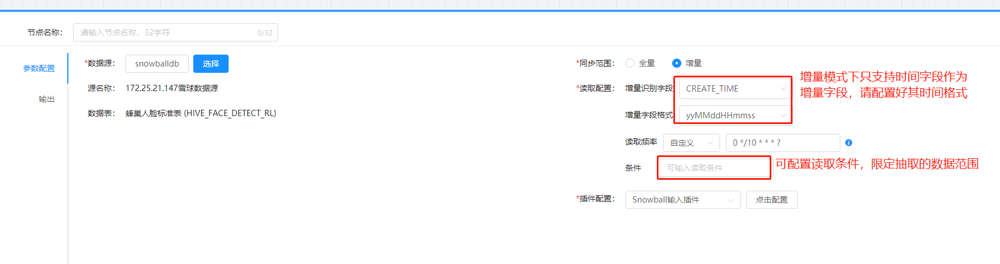 节点名称： 请输入节点名称，32字符 0/32
参数配置
输出
*数据源： snowballdb 选择
源名称： 172.25.21.147雪球数据源
数据表： 蜂巢人脸标准表 (HIVE_FACE_DETECT_RL)
*同步范围： 全量 增量
*读取配置： 增量识别字段 CREATE_TIME
增量模式下只支持时间字段作为
增量字段，请配置好其时间格式
增量字段格式 yyMMddHHmmss
读取频率 自定义 0 */10 * * * ?
条件 可输入读取条件
可配置读取条件，限定抽取的数据范围
*插件配置： Snowball输入插件 点击配置